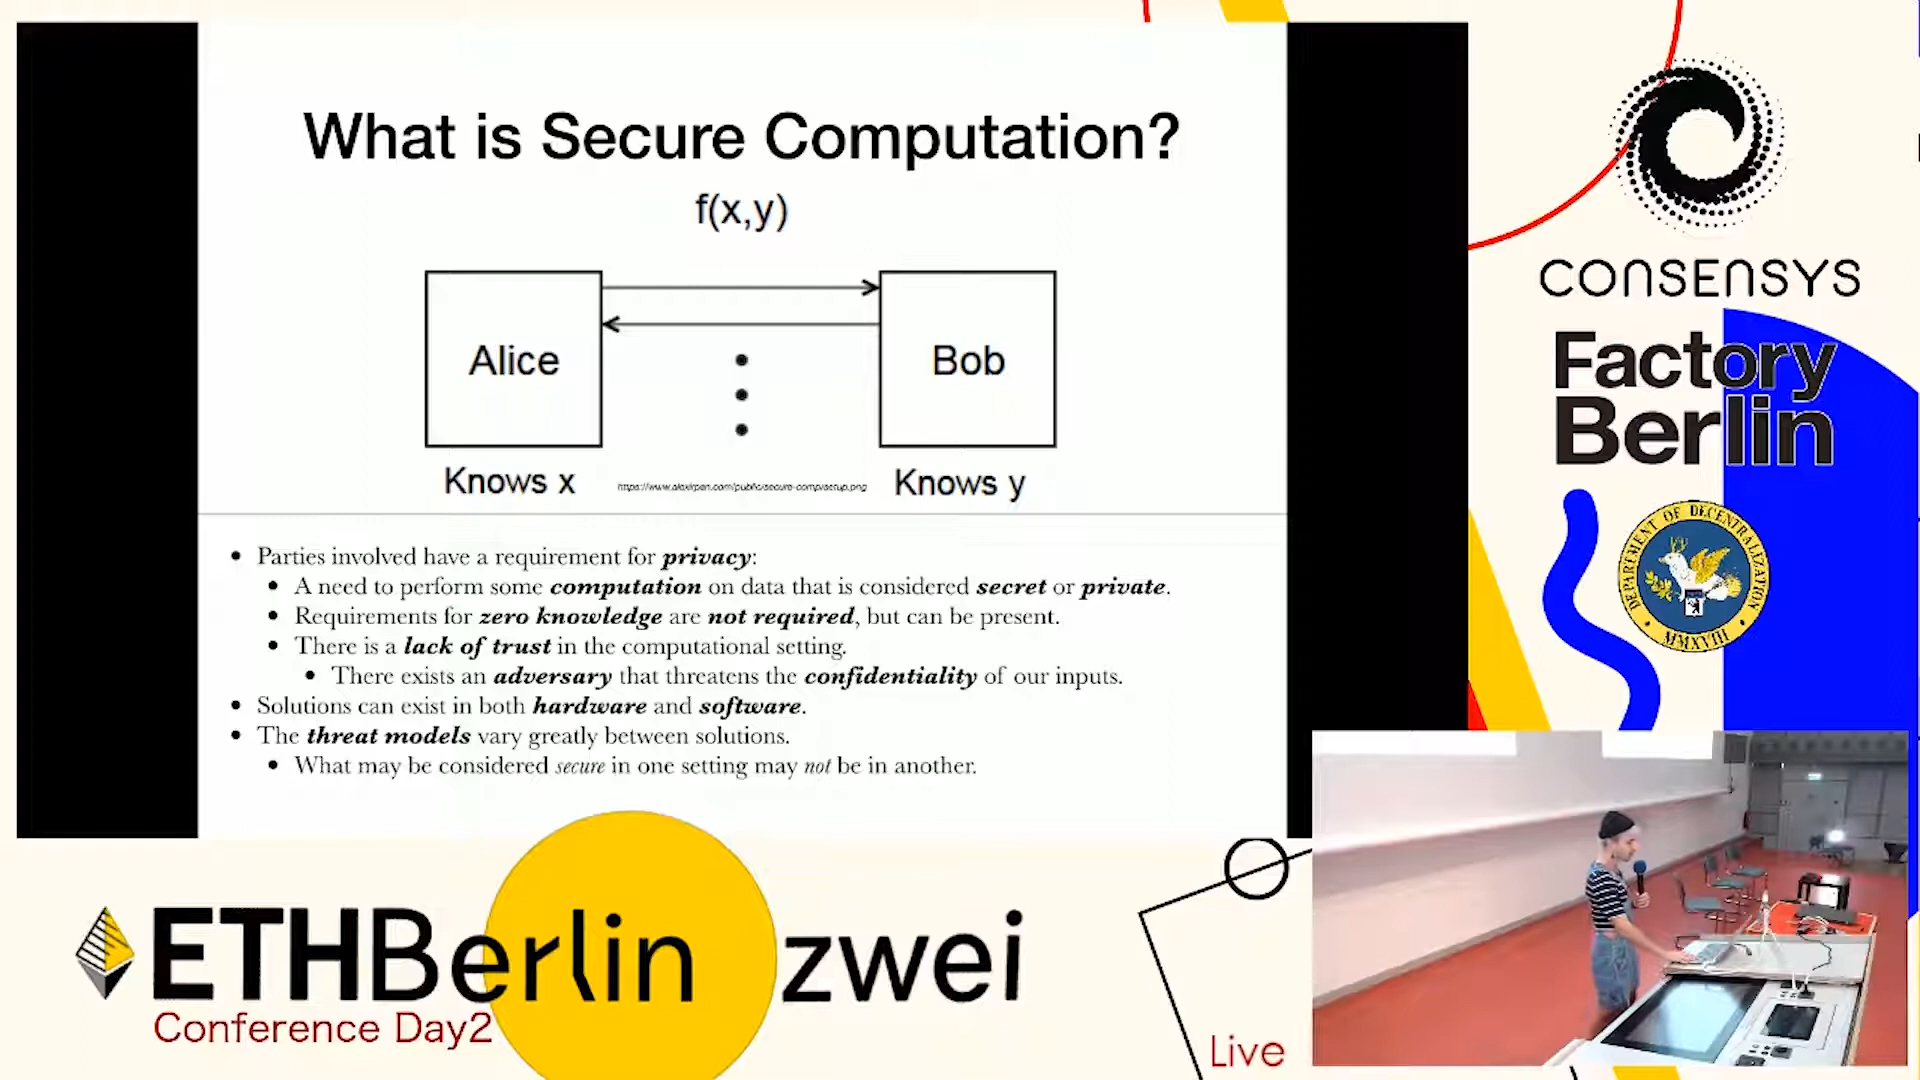 What is Secure Computation?
f(x,y)
Alice
Bob
Knows x
Knows y
• Parties involved have a requirement for privacy:
• A need to perform some computation on data that is considered secret or private.
• Requirements for zero knowledge are not required, but can be present.
• There is a lack of trust in the computational setting.
• There exists an adversary that threatens the confidentiality of our inputs.
• Solutions can exist in both hardware and software.
• The threat models vary greatly between solutions.
• What may be considered secure in one setting may not be in another.
CONSENSYS
Factory
Berlin
DEPARTMENT OF DECENTRALIZATION
MMXVIII
ETHBerlin zwei
Conference Day2
Live